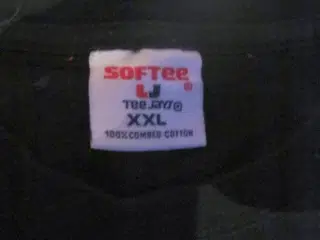 SOFTEE
®
TEE JAYS®
XXL
100% COMBED COTTON